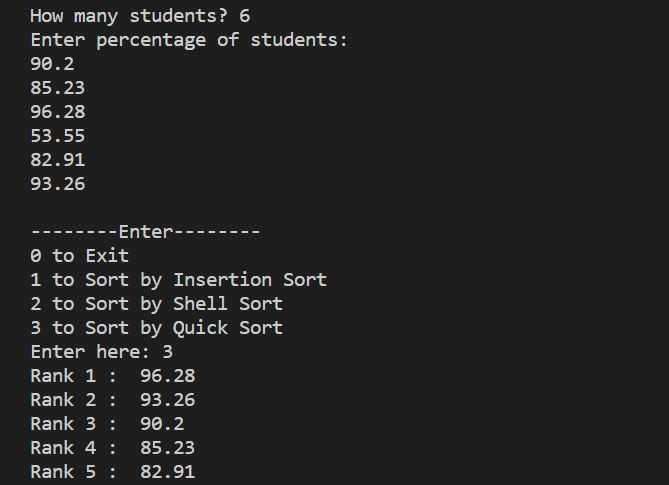 How many students? 6
Enter percentage of students:
90.2
85.23
96.28
53.55
82.91
93.26
--------Enter--------
0 to Exit
1 to Sort by Insertion Sort
2 to Sort by Shell Sort
3 to Sort by Quick Sort
Enter here: 3
Rank 1 :  96.28
Rank 2 :  93.26
Rank 3 :  90.2
Rank 4 :  85.23
Rank 5 :  82.91